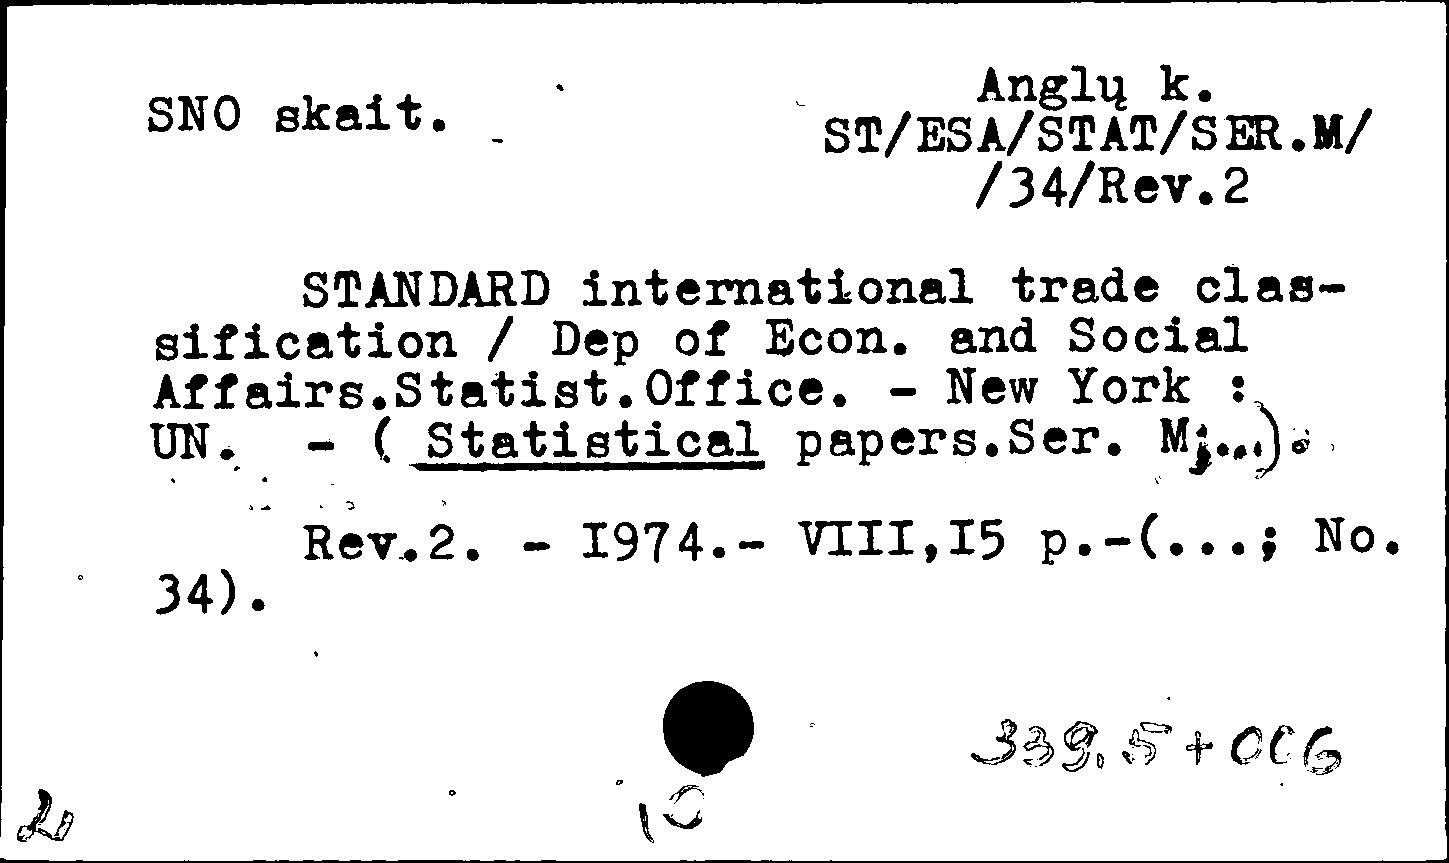 SNO skait.
Anglų k.
ST/ESA/STAT/SER.M/
/34/Rev.2
STANDARD international trade clas-
sification / Dep of Econ. and Social
Affairs.Statist.Office. - New York :
UN. - ( Statistical papers.Ser. M;...).
Rev.2. - I974.- VIII,I5 p.-(...; No.
34).
339.5+006
10